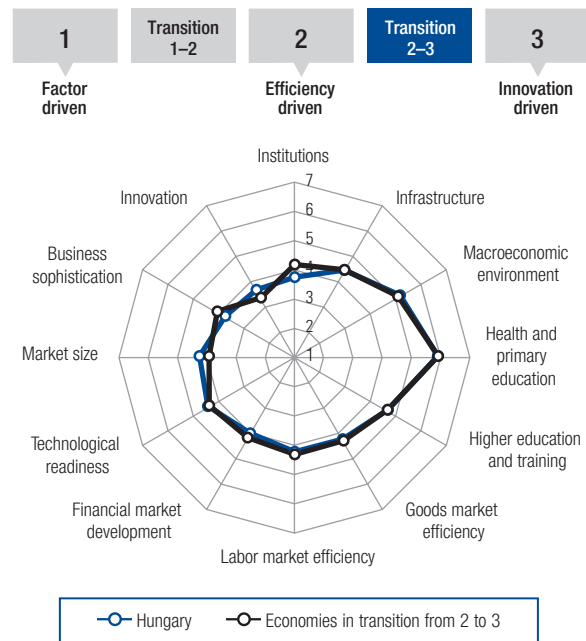 1
Transition
1–2
2
Transition
2–3
3
Factor
driven
Efficiency
driven
Innovation
driven
Institutions
7
Innovation
Infrastructure
6
5
Business
sophistication
Macroeconomic
environment
4
3
2
Market size
1
Health and
primary
education
Technological
readiness
Higher education
and training
Financial market
development
Goods market
efficiency
Labor market efficiency
Hungary
Economies in transition from 2 to 3